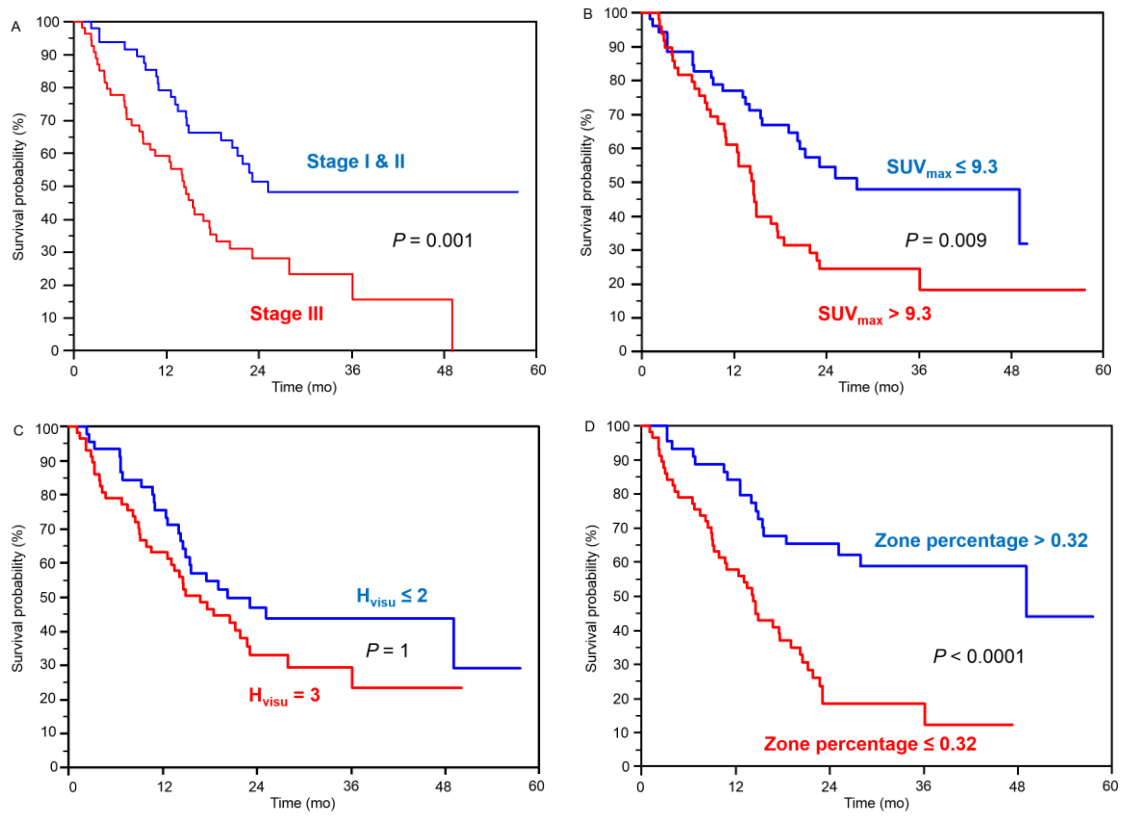 A
Survival probability (%)
100
90
80
70
60
50
40
30
20
10
0
Stage I & II
P = 0.001
Stage III
0 12 24 36 48 60
Time (mo)
B
Survival probability (%)
100
90
80
70
60
50
40
30
20
10
0
SUVmax ≤ 9.3
P = 0.009
SUVmax > 9.3
0 12 24 36 48 60
Time (mo)
C
Survival probability (%)
100
90
80
70
60
50
40
30
20
10
0
Hvisu ≤ 2
P = 1
Hvisu = 3
0 12 24 36 48 60
Time (mo)
D
Survival probability (%)
100
90
80
70
60
50
40
30
20
10
0
Zone percentage > 0.32
P < 0.0001
Zone percentage ≤ 0.32
0 12 24 36 48 60
Time (mo)